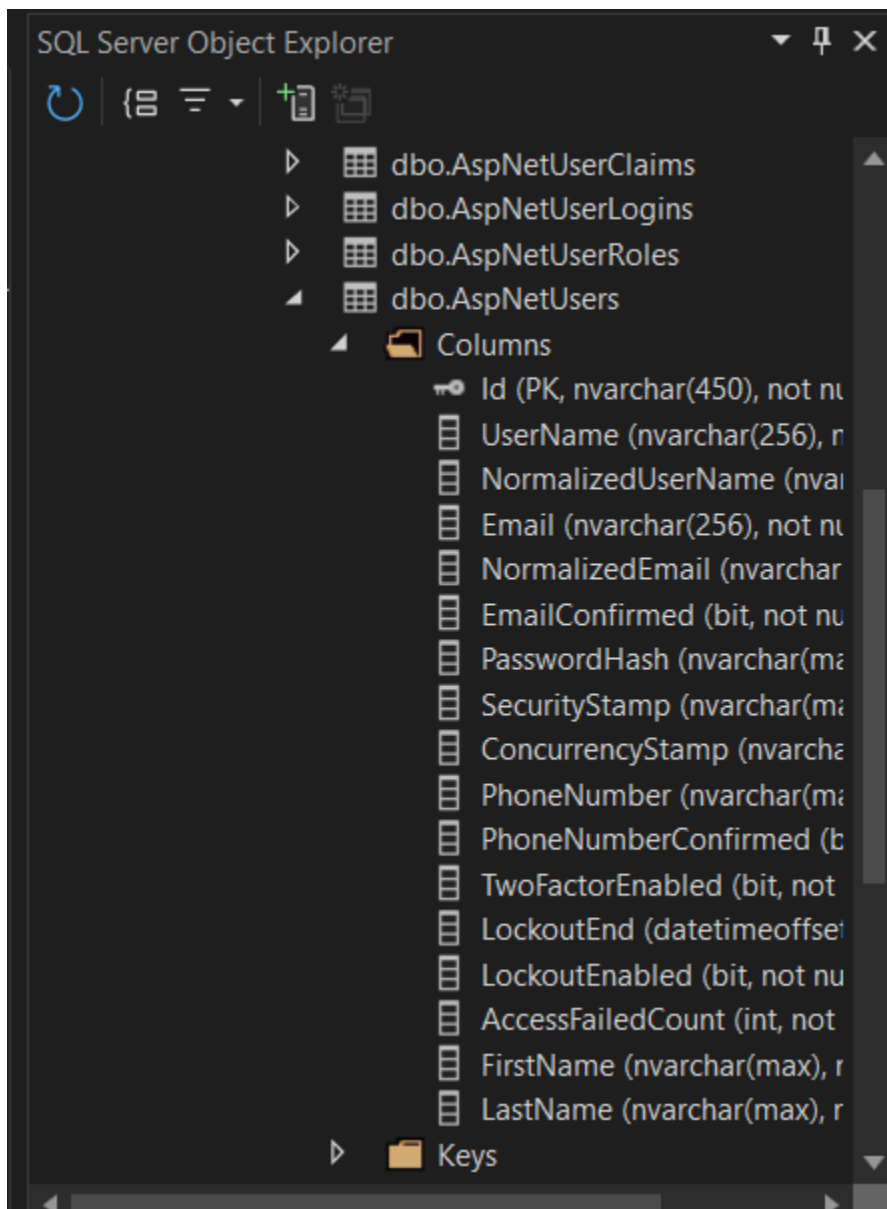 SQL Server Object Explorer
dbo.AspNetUserClaims
dbo.AspNetUserLogins
dbo.AspNetUserRoles
dbo.AspNetUsers
Columns
Id (PK, nvarchar(450), not nu
UserName (nvarchar(256), n
NormalizedUserName (nvar
Email (nvarchar(256), not nu
NormalizedEmail (nvarchar
EmailConfirmed (bit, not nu
PasswordHash (nvarchar(ma
SecurityStamp (nvarchar(ma
ConcurrencyStamp (nvarcha
PhoneNumber (nvarchar(ma
PhoneNumberConfirmed (b
TwoFactorEnabled (bit, not
LockoutEnd (datetimeoffset
LockoutEnabled (bit, not nu
AccessFailedCount (int, not
FirstName (nvarchar(max), r
LastName (nvarchar(max), r
Keys